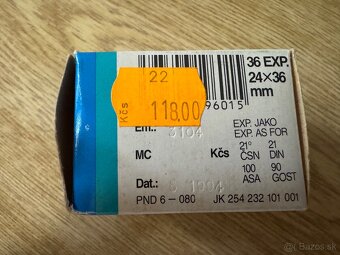 36 EXP.
24×36
mm
22
Kčs 118.00
96015
Em.: 3104
EXP. JAKO
EXP. AS FOR
MC
Kčs
21° 21
ČSN DIN
100 90
ASA GOST
Dat.:
PND 6 – 080
JK 254 232 101 001
bazos.sk